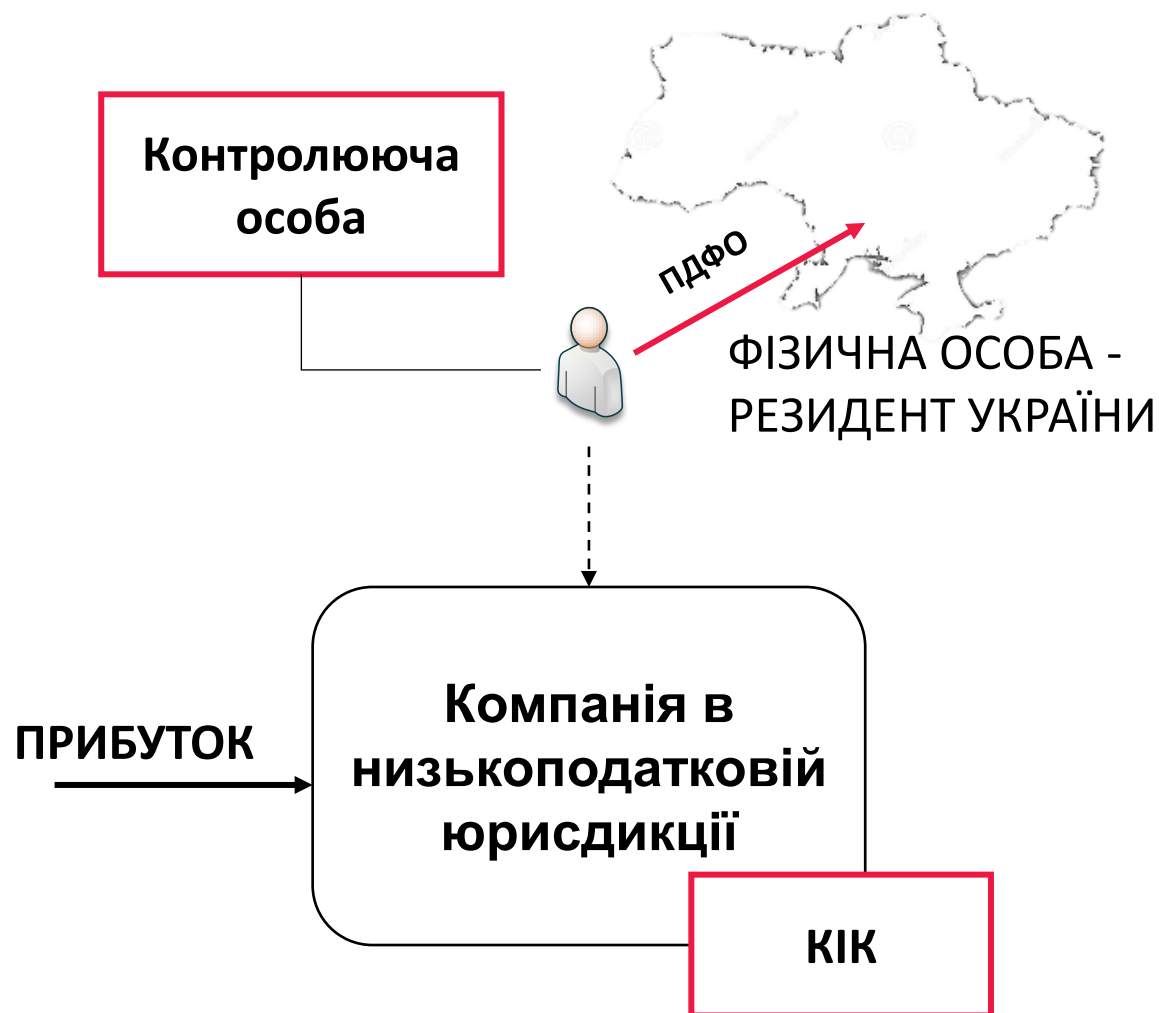 Контролююча
особа
ПДФО
ФІЗИЧНА ОСОБА -
РЕЗИДЕНТ УКРАЇНИ
ПРИБУТОК
Компанія в
низькоподатковій
юрисдикції
КІК